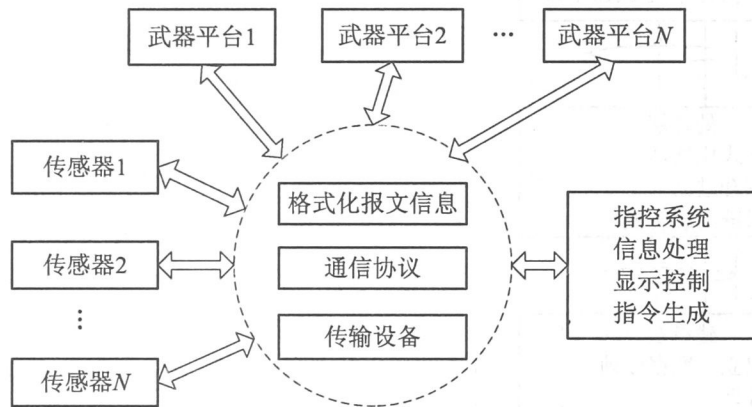 武器平台1
武器平台2
…
武器平台N
传感器1
传感器2
⋮
传感器N
格式化报文信息
通信协议
传输设备
指控系统
信息处理
显示控制
指令生成